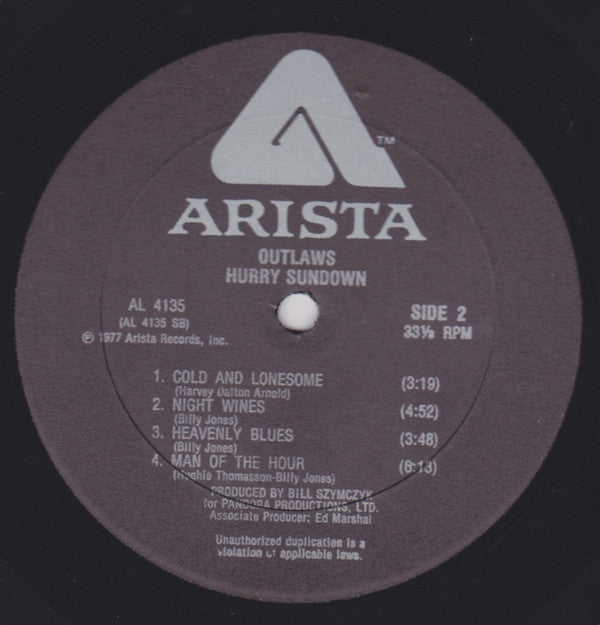 TM
ARISTA
OUTLAWS
HURRY SUNDOWN
AL 4135
(AL 4135 SB)
℗ 1977 Arista Records, Inc.
SIDE 2
33⅓ RPM
1. COLD AND LONESOME (3:19)
(Harvey Dalton Arnold)
2. NIGHT WINES (4:52)
(Billy Jones)
3. HEAVENLY BLUES (3:48)
(Billy Jones)
4. MAN OF THE HOUR (6:13)
(Hughie Thomasson-Billy Jones)
PRODUCED BY BILL SZYMCZYK
for PANDORA PRODUCTIONS, LTD.
Associate Producer: Ed Marshal
Unauthorized duplication is a
violation of applicable laws.